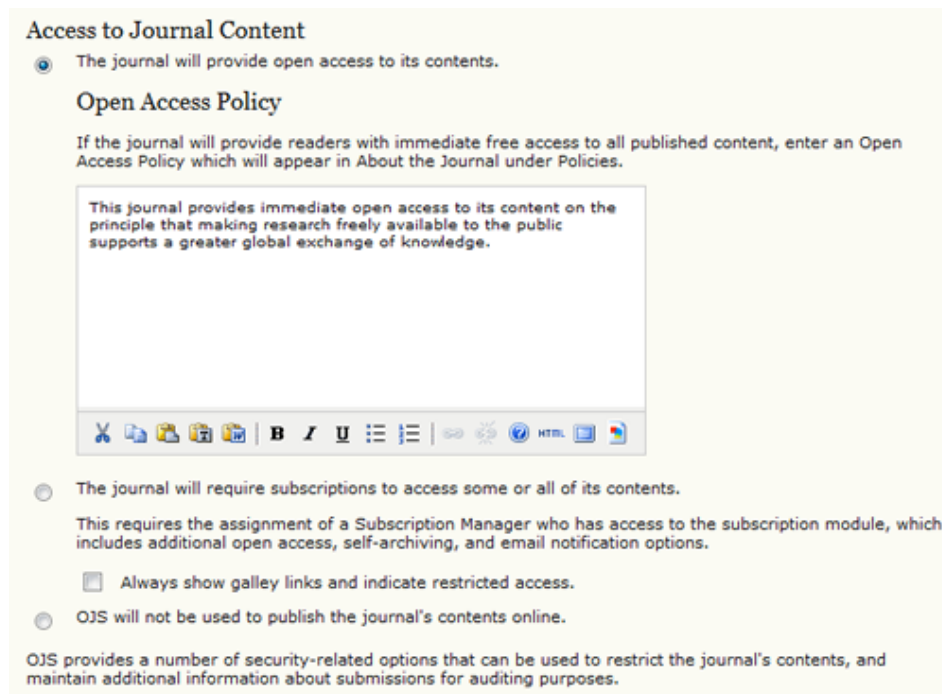 Access to Journal Content
The journal will provide open access to its contents.
Open Access Policy
If the journal will provide readers with immediate free access to all published content, enter an Open
Access Policy which will appear in About the Journal under Policies.
This journal provides immediate open access to its content on the
principle that making research freely available to the public
supports a greater global exchange of knowledge.
B I U HTML
The journal will require subscriptions to access some or all of its contents.
This requires the assignment of a Subscription Manager who has access to the subscription module, which
includes additional open access, self-archiving, and email notification options.
Always show galley links and indicate restricted access.
OJS will not be used to publish the journal's contents online.
OJS provides a number of security-related options that can be used to restrict the journal's contents, and
maintain additional information about submissions for auditing purposes.